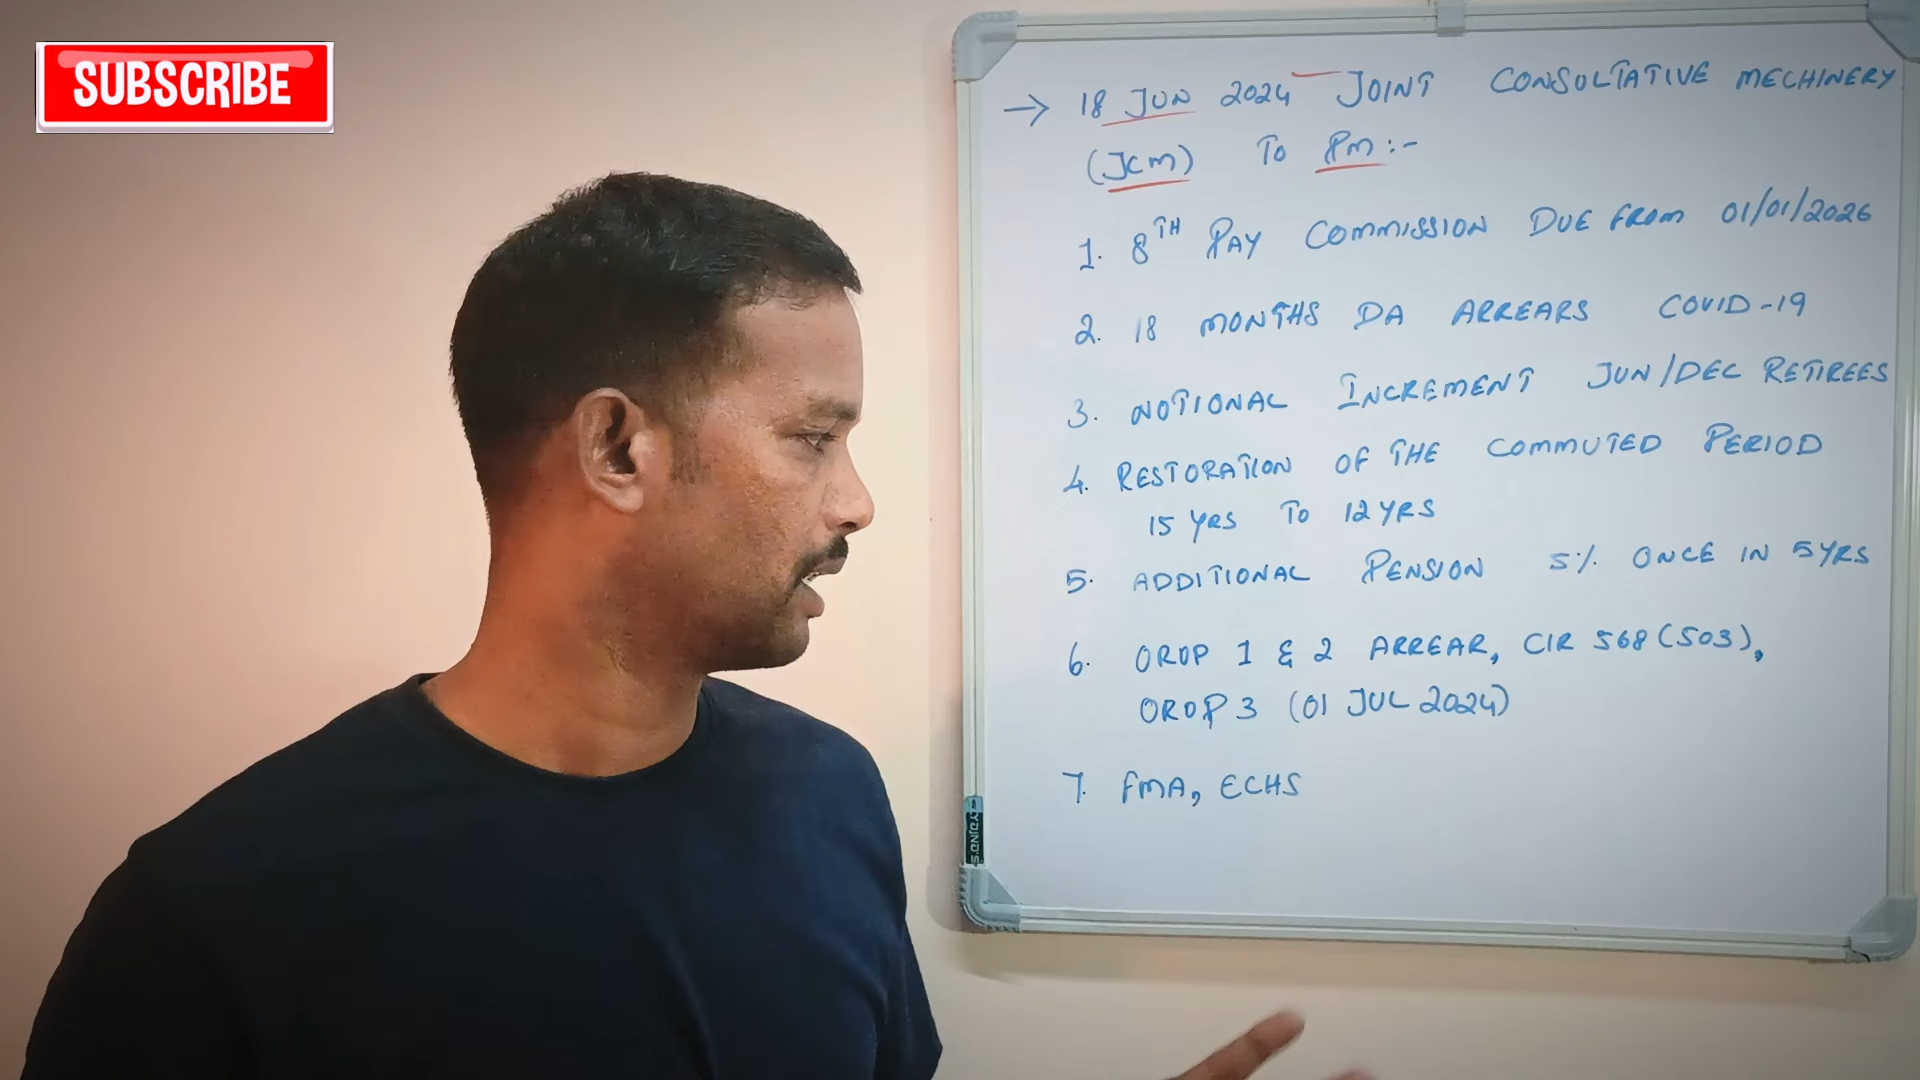 SUBSCRIBE
→ 18 JUN 2024 JOINT CONSULTATIVE MECHINERY
(JCM) TO PM:-
1. 8TH PAY COMMISSION DUE FROM 01/01/2026
2. 18 MONTHS DA ARREARS COVID-19
3. NOTIONAL INCREMENT JUN/DEC RETIREES
4. RESTORATION OF THE COMMUTED PERIOD
15 YRS TO 12 YRS
5. ADDITIONAL PENSION 5% ONCE IN 5 YRS
6. OROP 1 & 2 ARREAR, CIR 568 (503),
OROP 3 (01 JUL 2024)
7. FMA, ECHS